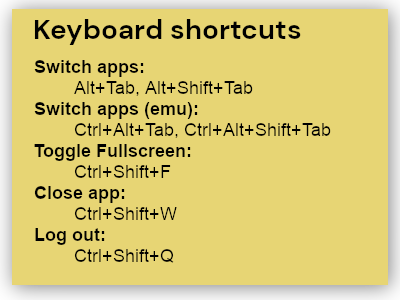 Keyboard shortcuts
Switch apps:
Alt+Tab, Alt+Shift+Tab
Switch apps (emu):
Ctrl+Alt+Tab, Ctrl+Alt+Shift+Tab
Toggle Fullscreen:
Ctrl+Shift+F
Close app:
Ctrl+Shift+W
Log out:
Ctrl+Shift+Q